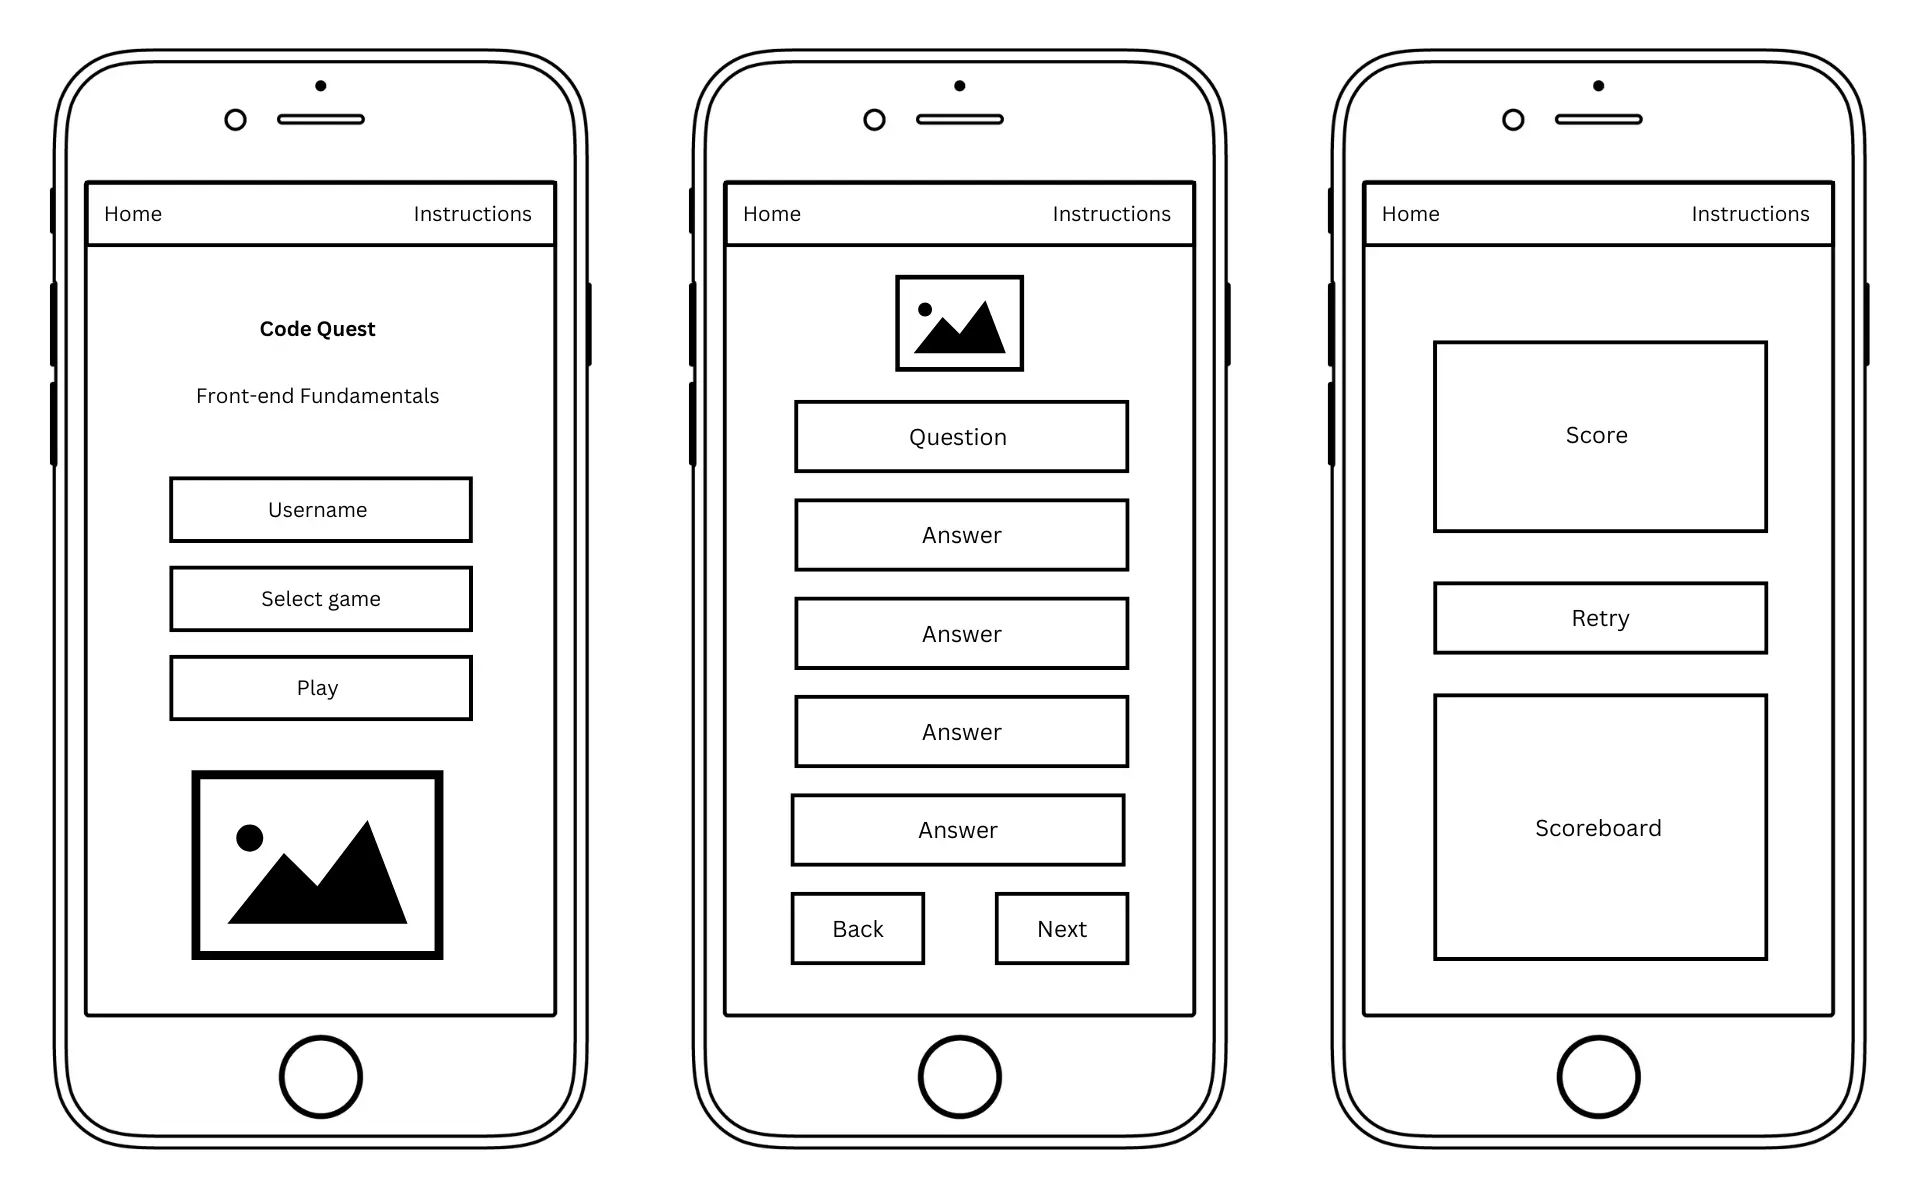 Home Instructions
Code Quest
Front-end Fundamentals
Username
Select game
Play
Home Instructions
Question
Answer
Answer
Answer
Answer
Back Next
Home Instructions
Score
Retry
Scoreboard